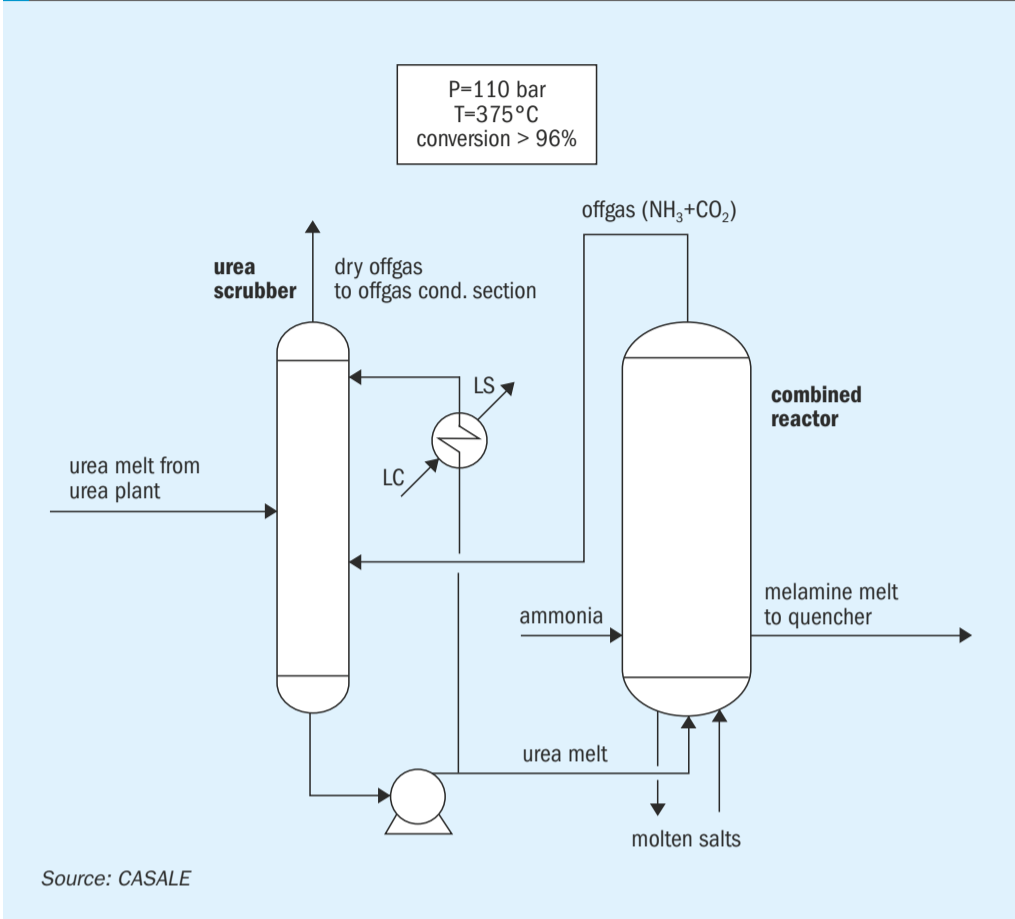 P=110 bar
T=375°C
conversion > 96%
offgas (NH₃+CO₂)
urea
scrubber
dry offgas
to offgas cond. section
LS
combined
reactor
urea melt from
urea plant
LC
ammonia
melamine melt
to quencher
urea melt
molten salts
Source: CASALE